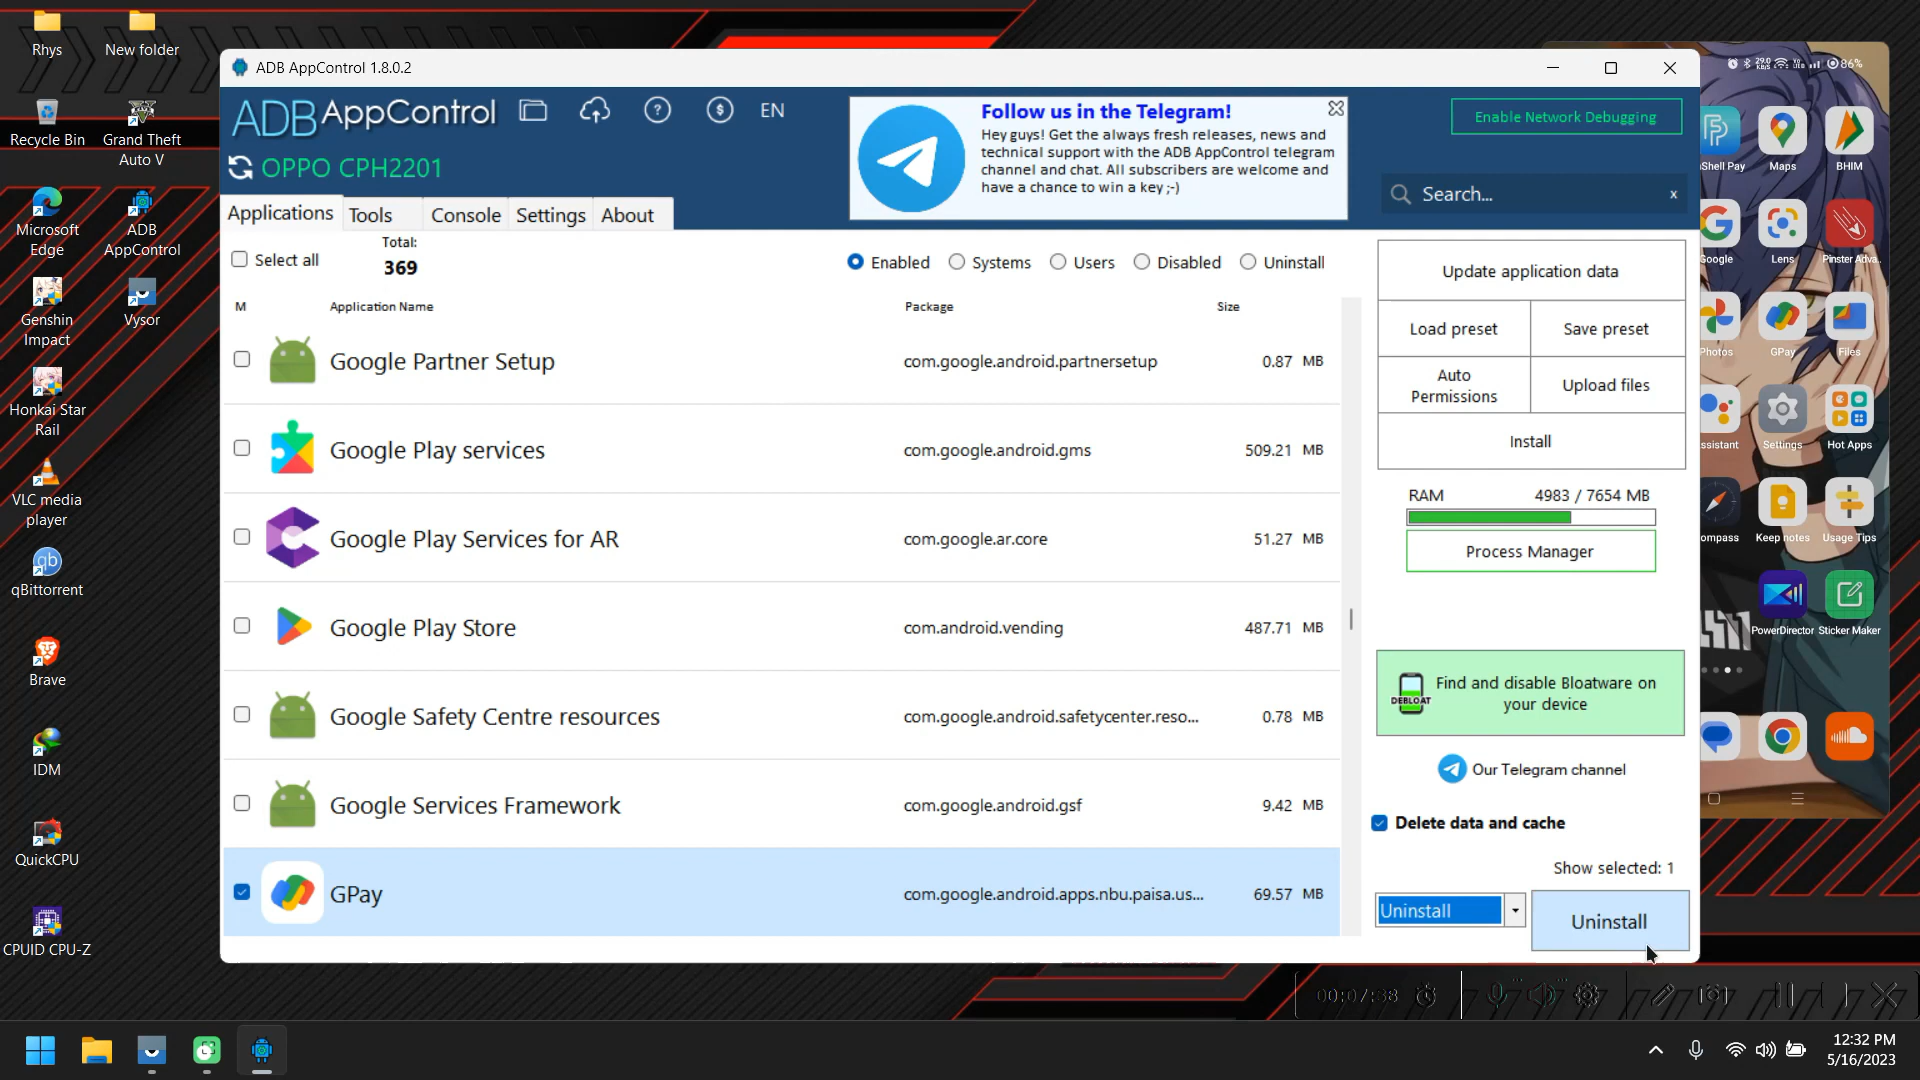 Rhys
New folder
Recycle Bin
Grand Theft
Auto V
Microsoft
Edge
ADB
AppControl
Genshin
Impact
Vysor
Honkai Star
Rail
VLC media
player
qb
qBittorrent
Brave
IDM
QuickCPU
CPUID CPU-Z
ADB AppControl 1.8.0.2
ADB AppControl
?
$
EN
OPPO CPH2201
Follow us in the Telegram!
Hey guys! Get the always fresh releases, news and
technical support with the ADB AppControl telegram
channel and chat. All subscribers are welcome and
have a chance to win a key ;-)
Enable Network Debugging
Search...
x
Applications
Tools
Console
Settings
About
Select all
Total:
369
Enabled
Systems
Users
Disabled
Uninstall
M
Application Name
Package
Size
Google Partner Setup
com.google.android.partnersetup
0.87 MB
Google Play services
com.google.android.gms
509.21 MB
Google Play Services for AR
com.google.ar.core
51.27 MB
Google Play Store
com.android.vending
487.71 MB
Google Safety Centre resources
com.google.android.safetycenter.reso...
0.78 MB
Google Services Framework
com.google.android.gsf
9.42 MB
GPay
com.google.android.apps.nbu.paisa.us...
69.57 MB
Update application data
Load preset
Save preset
Auto
Permissions
Upload files
Install
RAM
4983 / 7654 MB
Process Manager
DEBLOAT
Find and disable Bloatware on
your device
Our Telegram channel
Delete data and cache
Show selected: 1
Uninstall
Uninstall
86%
Shell Pay
Maps
BHIM
Google
Lens
Pinster Adva..
Photos
GPay
Files
ssistant
Settings
Hot Apps
ompass
Keep notes
Usage Tips
PowerDirector
Sticker Maker
00:07:38
12:32 PM
5/16/2023